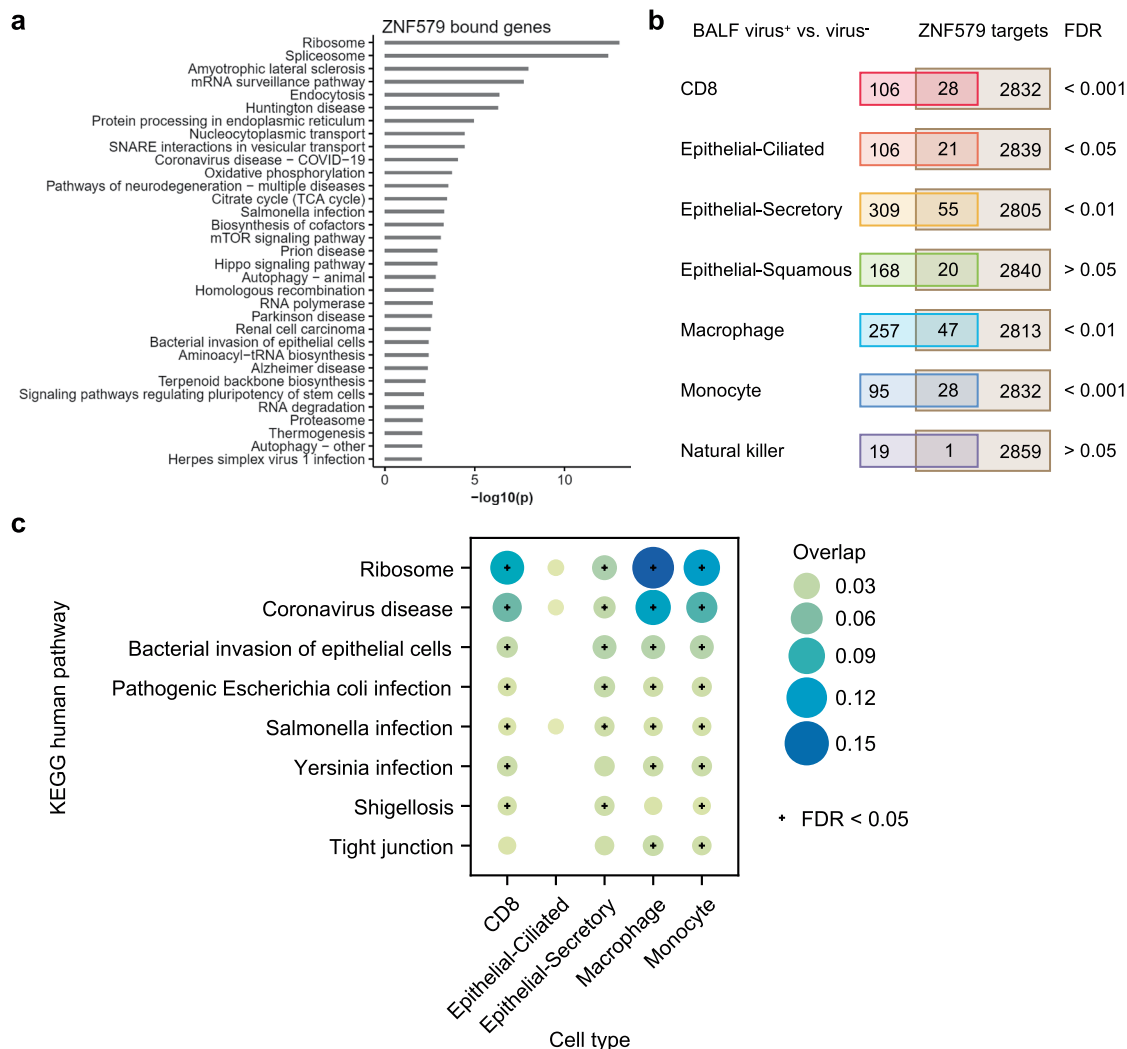 a
ZNF579 bound genes
Ribosome
Spliceosome
Amyotrophic lateral sclerosis
mRNA surveillance pathway
Endocytosis
Huntington disease
Protein processing in endoplasmic reticulum
Nucleocytoplasmic transport
SNARE interactions in vesicular transport
Coronavirus disease − COVID−19
Oxidative phosphorylation
Pathways of neurodegeneration − multiple diseases
Citrate cycle (TCA cycle)
Salmonella infection
Biosynthesis of cofactors
mTOR signaling pathway
Prion disease
Hippo signaling pathway
Autophagy − animal
Homologous recombination
RNA polymerase
Parkinson disease
Renal cell carcinoma
Bacterial invasion of epithelial cells
Aminoacyl−tRNA biosynthesis
Alzheimer disease
Terpenoid backbone biosynthesis
Signaling pathways regulating pluripotency of stem cells
RNA degradation
Proteasome
Thermogenesis
Autophagy − other
Herpes simplex virus 1 infection
0 5 10
−log10(p)
b
BALF virus⁺ vs. virus⁻ ZNF579 targets FDR
CD8 106 28 2832 < 0.001
Epithelial-Ciliated 106 21 2839 < 0.05
Epithelial-Secretory 309 55 2805 < 0.01
Epithelial-Squamous 168 20 2840 > 0.05
Macrophage 257 47 2813 < 0.01
Monocyte 95 28 2832 < 0.001
Natural killer 19 1 2859 > 0.05
c
KEGG human pathway
Ribosome
Coronavirus disease
Bacterial invasion of epithelial cells
Pathogenic Escherichia coli infection
Salmonella infection
Yersinia infection
Shigellosis
Tight junction
CD8
Epithelial-Ciliated
Epithelial-Secretory
Macrophage
Monocyte
Cell type
Overlap
0.03
0.06
0.09
0.12
0.15
+ FDR < 0.05